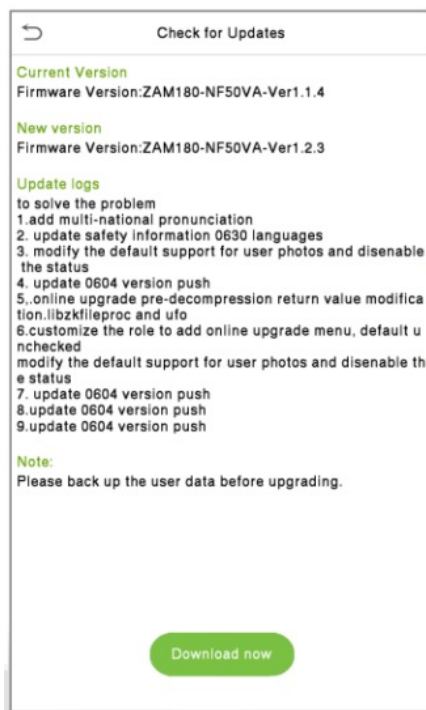 Check for Updates
Current Version
Firmware Version:ZAM180-NF50VA-Ver1.1.4
New version
Firmware Version:ZAM180-NF50VA-Ver1.2.3
Update logs
to solve the problem
1.add multi-national pronunciation
2. update safety information 0630 languages
3. modify the default support for user photos and disenable
the status
4. update 0604 version push
5,.online upgrade pre-decompression return value modifica
tion.libzkfileproc and ufo
6.customize the role to add online upgrade menu, default u
nchecked
modify the default support for user photos and disenable th
e status
7. update 0604 version push
8.update 0604 version push
9.update 0604 version push
Note:
Please back up the user data before upgrading.
Download now